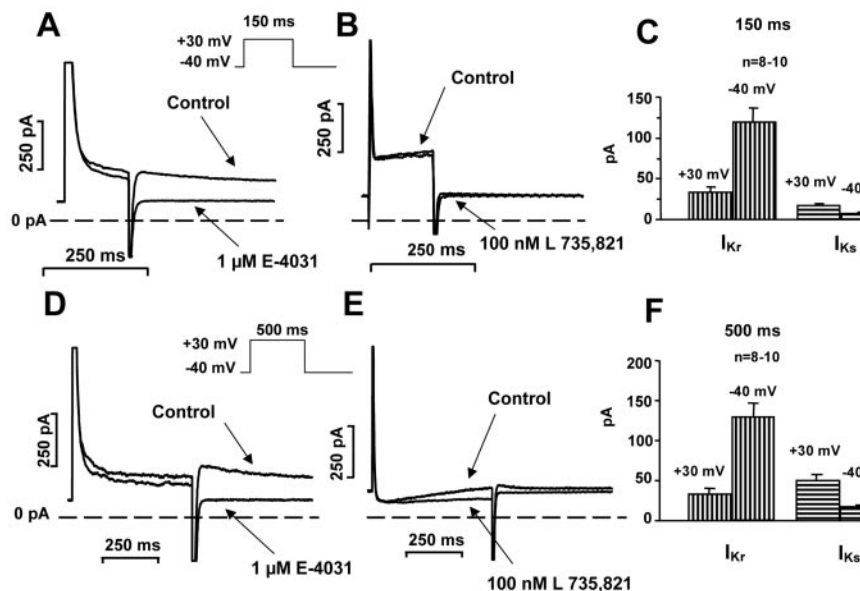 A
150 ms
+30 mV
-40 mV
Control
250 pA
0 pA
1 µM E-4031
250 ms
B
Control
250 pA
100 nM L 735,821
250 ms
C
150 ms
n=8-10
-40 mV
150
100
50
0
pA
+30 mV
+30 mV
-40
IKr
IKs
D
500 ms
+30 mV
-40 mV
Control
250 pA
0 pA
250 ms
1 µM E-4031
E
Control
250 pA
250 ms
100 nM L 735,821
F
500 ms
n=8-10
-40 mV
200
150
100
50
0
pA
+30 mV
+30 mV
-40
IKr
IKs